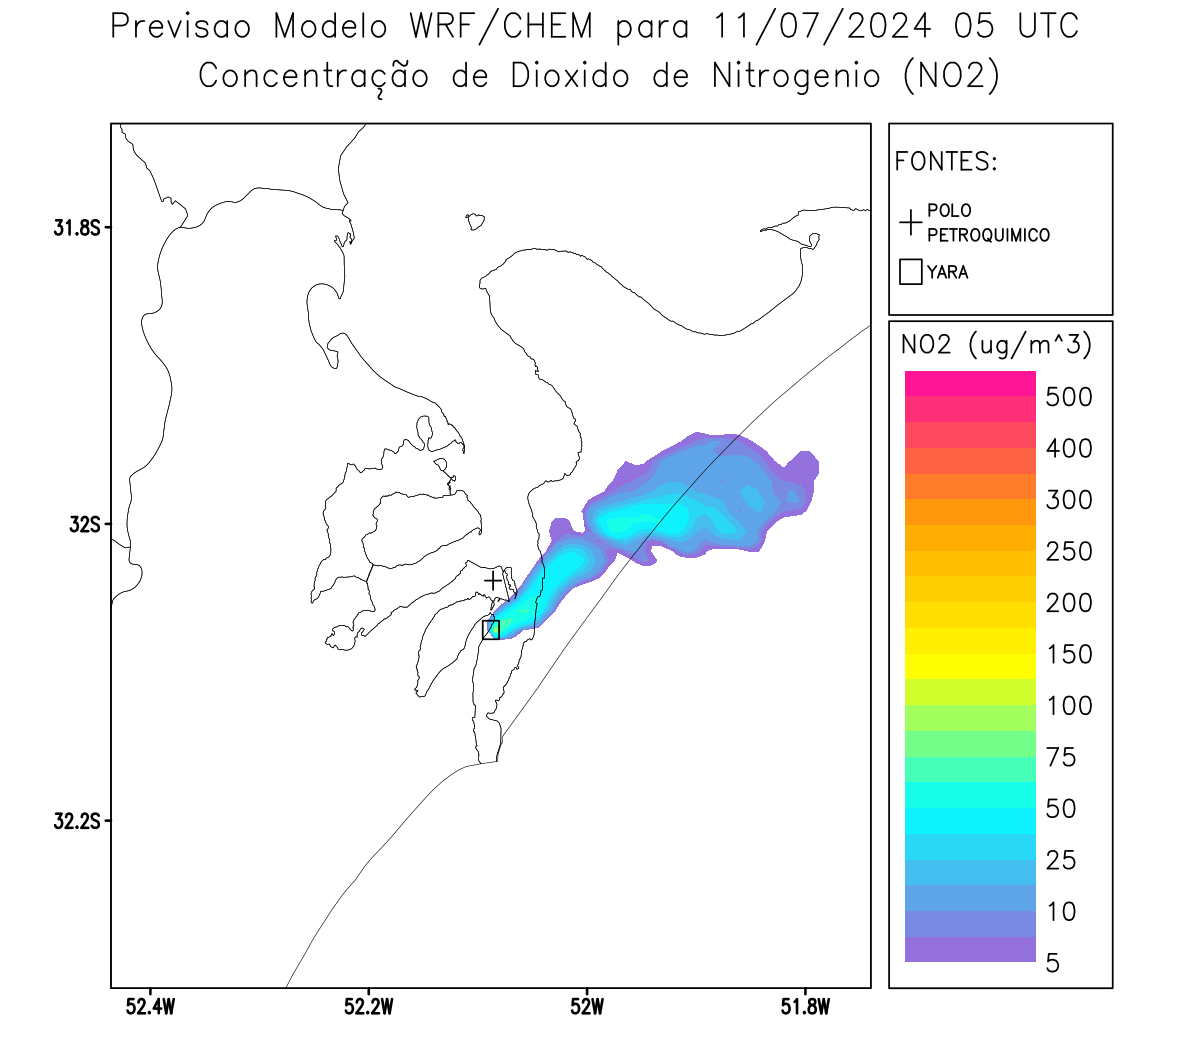 Previsao Modelo WRF/CHEM para 11/07/2024 05 UTC
Concentração de Dioxido de Nitrogenio (NO2)
FONTES:
POLO
PETROQUIMICO
YARA
NO2 (ug/m^3)
500
400
300
250
200
150
100
75
50
25
10
5
31.8S
32S
32.2S
52.4W
52.2W
52W
51.8W